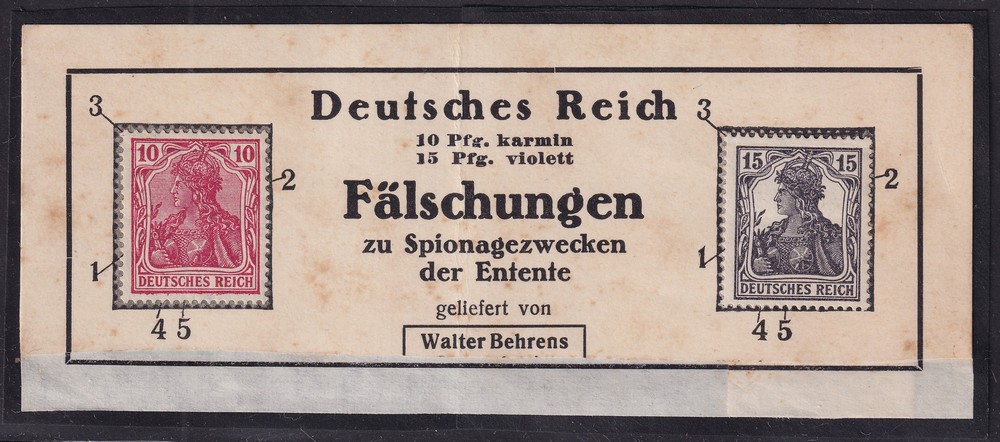 Deutsches Reich
10 Pfg. karmin
15 Pfg. violett
Fälschungen
zu Spionagezwecken
der Entente
geliefert von
Walter Behrens
3
10 10
DEUTSCHES REICH
2
1
4 5
3
15 15
DEUTSCHES REICH
2
1
4 5